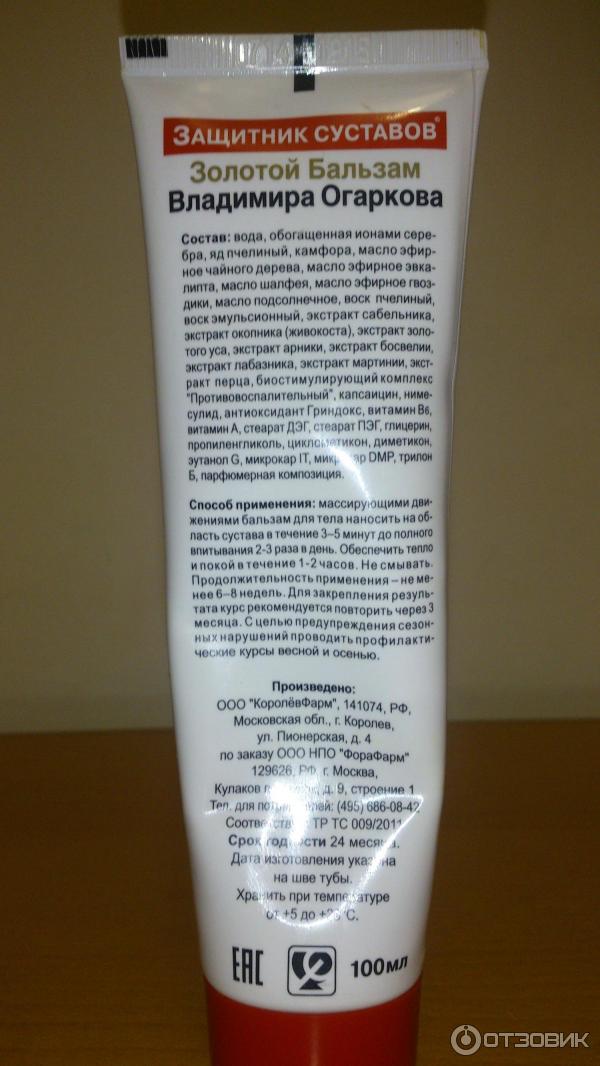 ЗАЩИТНИК СУСТАВОВ®
Золотой Бальзам
Владимира Огаркова
Состав: вода, обогащенная ионами сере-
бра, яд пчелиный, камфора, масло эфир-
ное чайного дерева, масло эфирное эвка-
липта, масло шалфея, масло эфирное гвоз-
дики, масло подсолнечное, воск пчелиный,
воск эмульсионный, экстракт сабельника,
экстракт окопника (живокоста), экстракт золо-
того уса, экстракт арники, экстракт босвелии,
экстракт лабазника, экстракт мартинии, экст-
ракт перца, биостимулирующий комплекс
"Противовоспалительный", капсаицин, ниме-
сулид, антиоксидант Гриндокс, витамин В6,
витамин А, стеарат ДЭГ, стеарат ПЭГ, глицерин,
пропиленгликоль, циклометикон, диметикон,
эутанол G, микрокар IT, микрокар DMP, трилон
Б, парфюмерная композиция.
Способ применения: массирующими дви-
жениями бальзам для тела наносить на об-
ласть сустава в течение 3–5 минут до полного
впитывания 2-3 раза в день. Обеспечить тепло
и покой в течение 1-2 часов. Не смывать.
Продолжительность применения – не ме-
нее 6–8 недель. Для закрепления резуль-
тата курс рекомендуется повторить через 3
месяца. С целью предупреждения сезон-
ных нарушений проводить профилакти-
ческие курсы весной и осенью.
Произведено:
ООО "КоролёвФарм", 141074, РФ,
Московская обл., г. Королев,
ул. Пионерская, д. 4
по заказу ООО НПО "ФораФарм"
129626, РФ, г. Москва,
Кулаков д. 9, строение 1
Тел. для потребителей: (495) 686-08-42
Соответствует ТР ТС 009/2011
Срок годности 24 месяца.
Дата изготовления указана
на шве тубы.
Хранить при температуре
от +5 до °С.
EAC
100мл
ОТЗОВИК